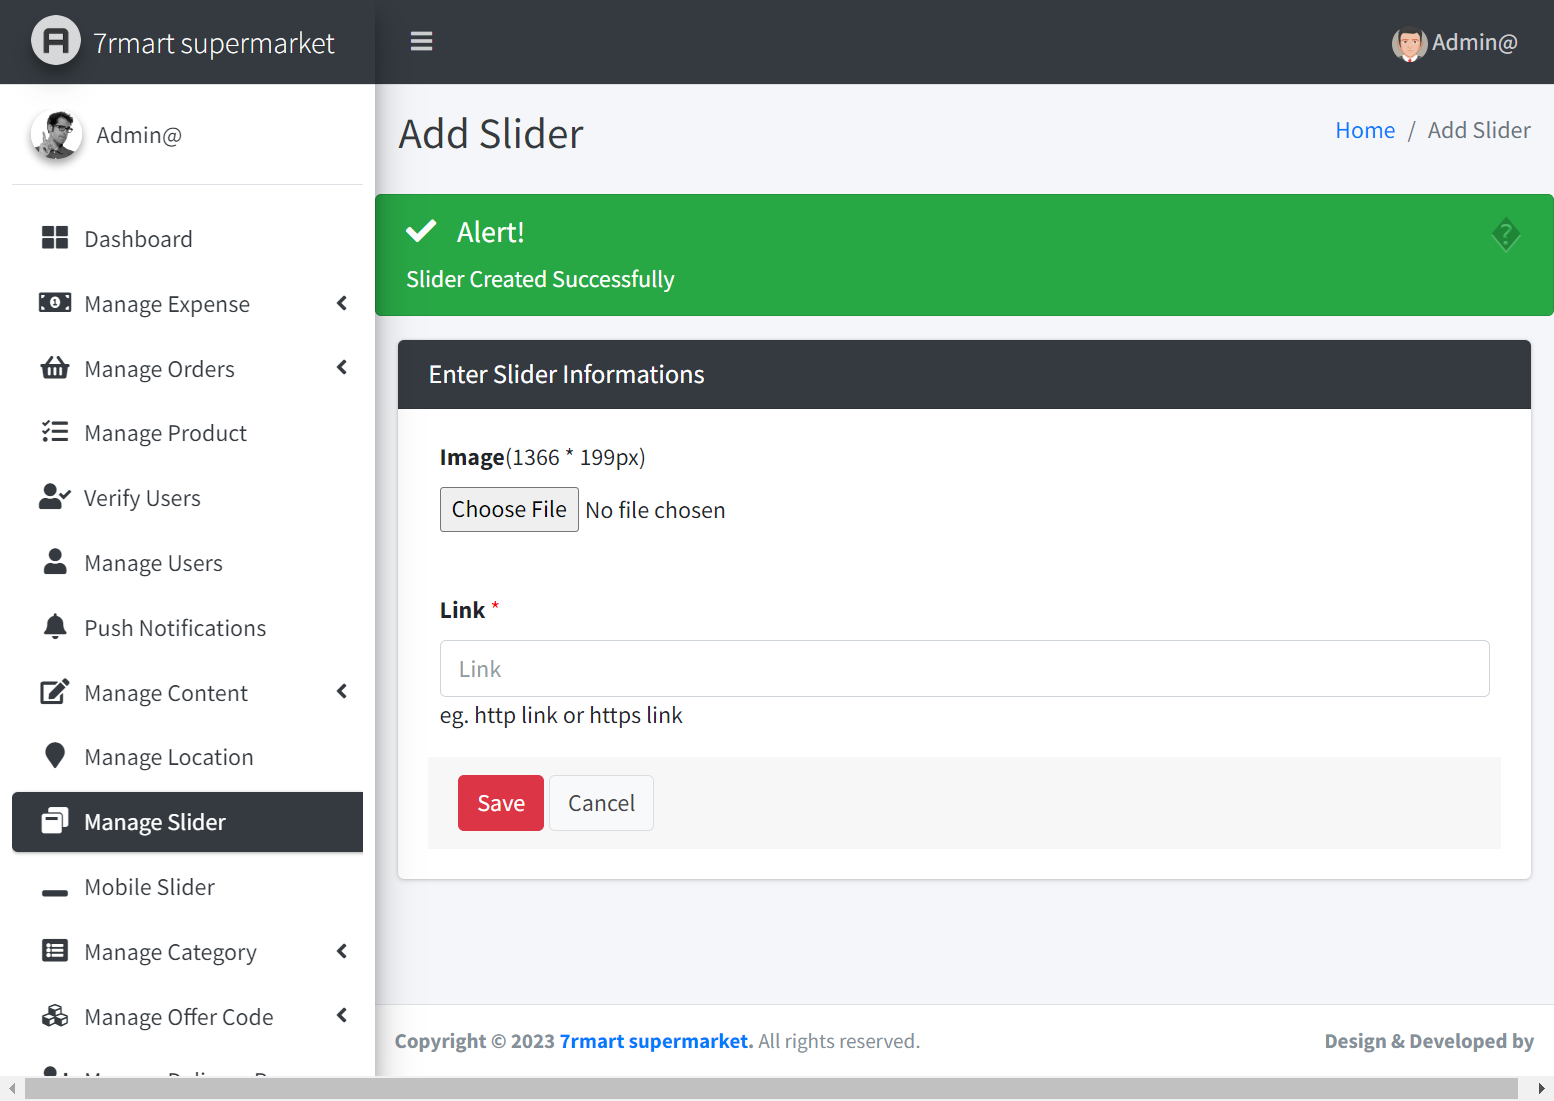 7rmart supermarket
Admin@
Admin@
Dashboard
Manage Expense
Manage Orders
Manage Product
Verify Users
Manage Users
Push Notifications
Manage Content
Manage Location
Manage Slider
Mobile Slider
Manage Category
Manage Offer Code
Add Slider
Home / Add Slider
Alert!
Slider Created Successfully
Enter Slider Informations
Image(1366 * 199px)
Choose File No file chosen
Link *
Link
eg. http link or https link
Save Cancel
Copyright © 2023 7rmart supermarket. All rights reserved.
Design & Developed by